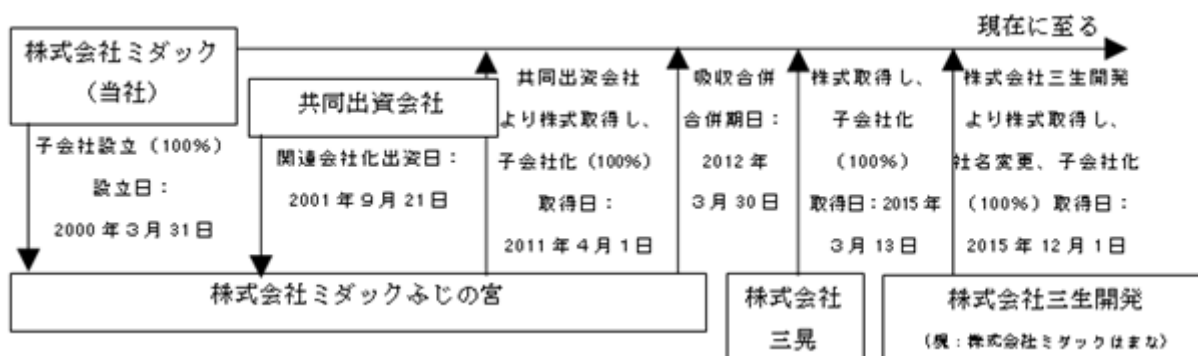 現在に至る
株式会社ミダック
(当社)
子会社設立(100%)
設立日:
2000年3月31日
共同出資会社
関連会社化出資日:
2001年9月21日
共同出資会社
より株式取得し、
子会社化(100%)
取得日:
2011年4月1日
吸収合併
合併期日:
2012年
3月30日
株式取得し、
子会社化
(100%)
取得日:2015年
3月13日
株式会社三生開発
より株式取得し、
社名変更、子会社化
(100%)取得日:
2015年12月1日
株式会社ミダックふじの宮
株式会社
三晃
株式会社三生開発
(現:株式会社ミダックはまな)